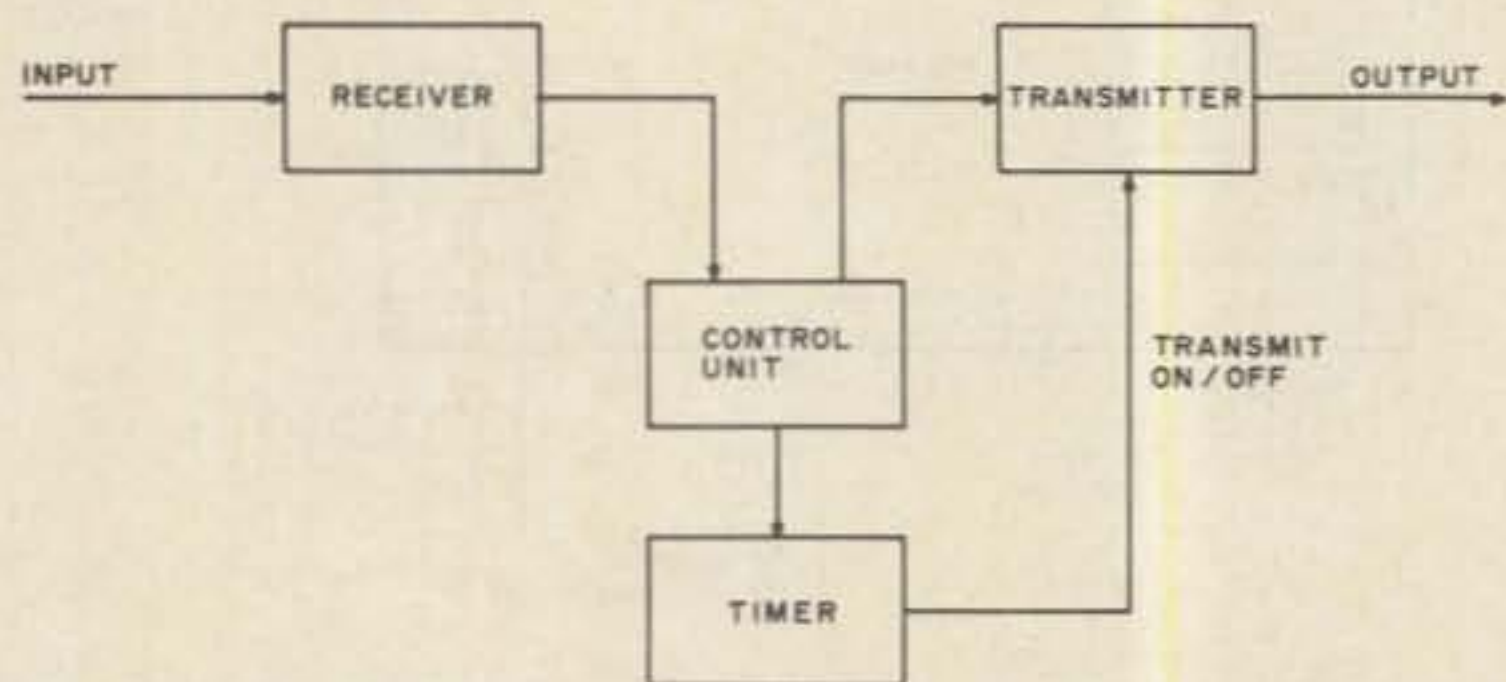 INPUT
RECEIVER
TRANSMITTER
OUTPUT
CONTROL
UNIT
TRANSMIT
ON/OFF
TIMER